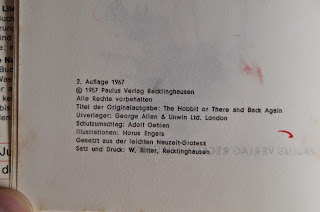 2. Auflage 1967
© 1957 Paulus Verlag Recklinghausen
Alle Rechte vorbehalten
Titel der Originalausgabe: The Hobbit or There and Back Again
Urverleger: George Allen & Unwin Ltd. London
Schutzumschlag: Adolf Oehlen
Illustrationen: Horus Engels
Gesetzt aus der leichten Neuzeit-Grotesk
Satz und Druck: W. Bitter, Recklinghausen